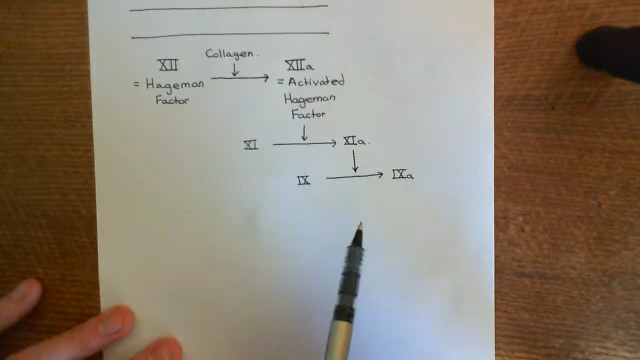 Collagen.
XII XIIa
= Hageman = Activated
Factor Hageman
Factor
XI XIa.
IX IXa